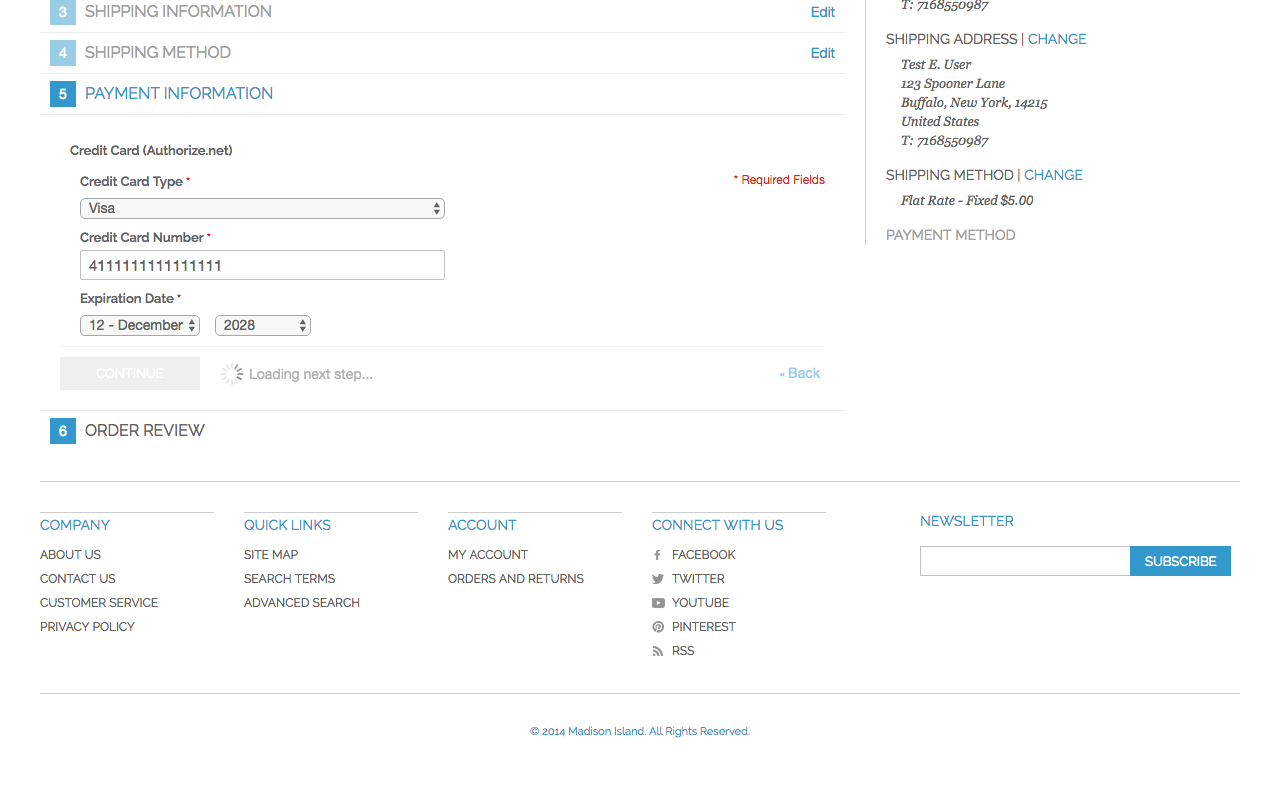 3 SHIPPING INFORMATION Edit
4 SHIPPING METHOD Edit
5 PAYMENT INFORMATION
Credit Card (Authorize.net)
Credit Card Type *
* Required Fields
Visa
Credit Card Number *
4111111111111111
Expiration Date *
12 - December 2028
CONTINUE Loading next step... « Back
6 ORDER REVIEW
T: 7168550987
SHIPPING ADDRESS | CHANGE
Test E. User
123 Spooner Lane
Buffalo, New York, 14215
United States
T: 7168550987
SHIPPING METHOD | CHANGE
Flat Rate - Fixed $5.00
PAYMENT METHOD
COMPANY
ABOUT US
CONTACT US
CUSTOMER SERVICE
PRIVACY POLICY
QUICK LINKS
SITE MAP
SEARCH TERMS
ADVANCED SEARCH
ACCOUNT
MY ACCOUNT
ORDERS AND RETURNS
CONNECT WITH US
FACEBOOK
TWITTER
YOUTUBE
PINTEREST
RSS
NEWSLETTER
SUBSCRIBE
© 2014 Madison Island. All Rights Reserved.